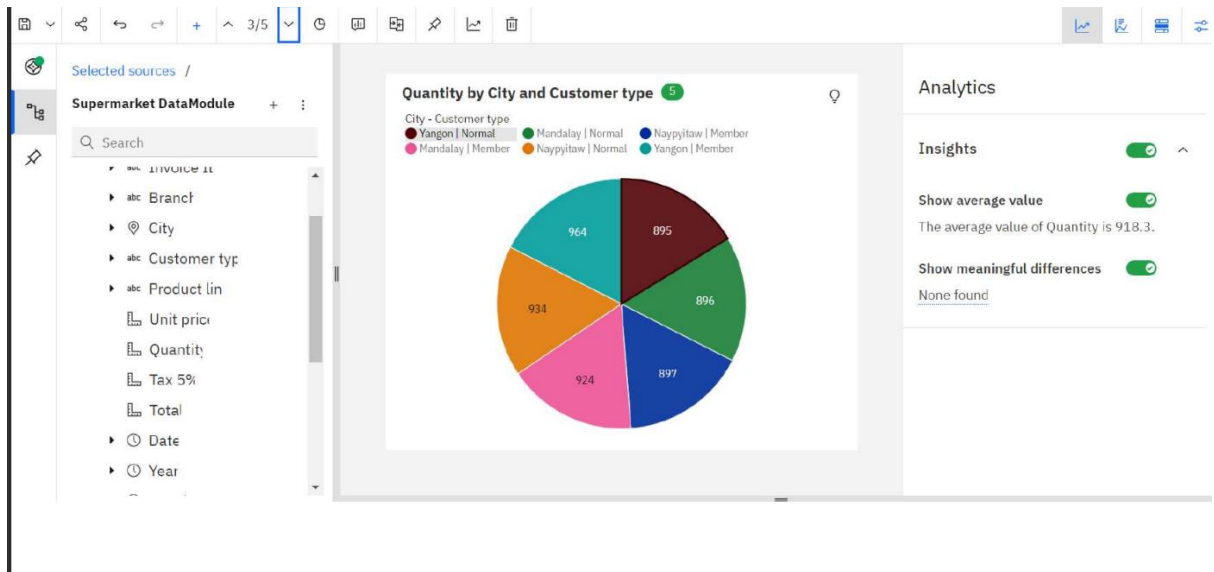 3/5
Selected sources /
Supermarket DataModule
Search
abc Branch
City
abc Customer typ
abc Product lin
Unit price
Quantity
Tax 5%
Total
Date
Year
Quantity by City and Customer type 5
City - Customer type
Yangon | Normal Mandalay | Normal Naypyitaw | Member
Mandalay | Member Naypyitaw | Normal Yangon | Member
964 895
934 896
924 897
Analytics
Insights
Show average value
The average value of Quantity is 918.3.
Show meaningful differences
None found